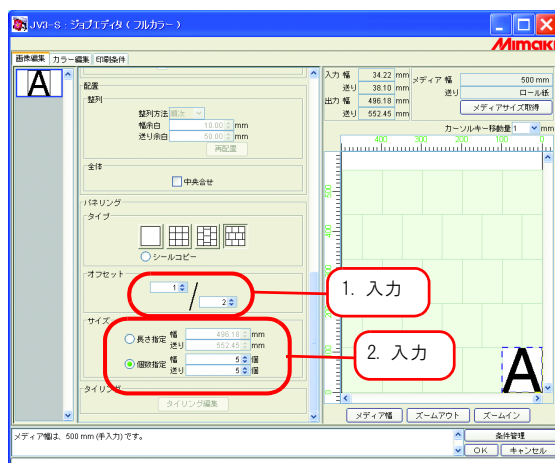 JV3-S : ジョブエディタ ( フルカラー )
Mimaki
画像編集 カラー編集 印刷条件
A
配置
整列
整列方法 順次
幅余白 10.00 mm
送り余白 50.00 mm
再配置
全体
中央合せ
パネリング
タイプ
シールコピー
オフセット
1 / 2
サイズ
長さ指定 幅 496.18 mm
送り 552.45 mm
個数指定 幅 5 個
送り 5 個
タイリング
タイリング編集
入力 幅 34.22 mm
送り 38.10 mm
出力 幅 496.18 mm
送り 552.45 mm
メディア 幅 500 mm
送り ロール紙
メディアサイズ取得
カーソルキー移動量 1 mm
400 300 200 100 0
1. 入力
2. 入力
A
メディア幅 ズームアウト ズームイン
メディア幅は、500 mm (手入力) です。
条件管理
OK キャンセル